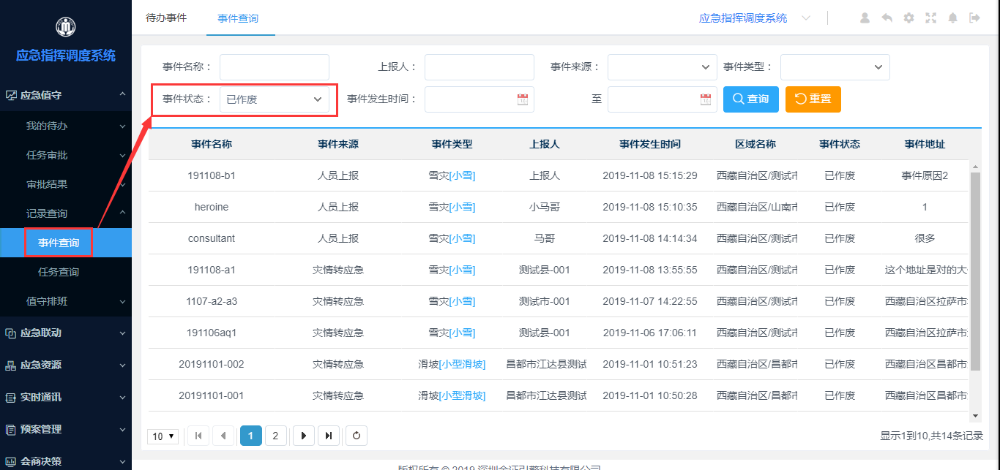 应急指挥调度系统
应急值守
我的待办
任务审批
审批结果
记录查询
事件查询
任务查询
值守排班
应急联动
应急资源
实时通讯
预案管理
会商决策
待办事件 事件查询 应急指挥调度系统
事件名称： 上报人： 事件来源： 事件类型：
事件状态： 已作废 事件发生时间： 至 查询 重置
事件名称 事件来源 事件类型 上报人 事件发生时间 区域名称 事件状态 事件地址
191108-b1 人员上报 雪灾[小雪] 上报人 2019-11-08 15:15:29 西藏自治区/测试市 已作废 事件原因2
heroine 人员上报 雪灾[小雪] 小马哥 2019-11-08 15:10:35 西藏自治区/山南市 已作废 1
consultant 人员上报 雪灾[小雪] 马哥 2019-11-08 14:14:34 西藏自治区/测试市 已作废 很多
191108-a1 灾情转应急 雪灾[小雪] 测试县-001 2019-11-08 13:55:55 西藏自治区/测试市 已作废 这个地址是对的大
1107-a2-a3 灾情转应急 雪灾[小雪] 测试市-001 2019-11-07 14:22:55 西藏自治区/测试市 已作废 西藏自治区拉萨市
191106aq1 灾情转应急 雪灾[小雪] 测试县-001 2019-11-06 17:06:11 西藏自治区/测试市 已作废 西藏自治区拉萨市
20191101-002 灾情转应急 滑坡[小型滑坡] 昌都市江达县测试 2019-11-01 10:51:23 西藏自治区/昌都市 已作废 西藏自治区昌都市
20191101-001 灾情转应急 滑坡[小型滑坡] 昌都市江达县测试 2019-11-01 10:50:28 西藏自治区/昌都市 已作废 西藏自治区昌都市
10 1 2 显示1到10,共14条记录
版权所有 © 2019 深圳金证引擎科技有限公司